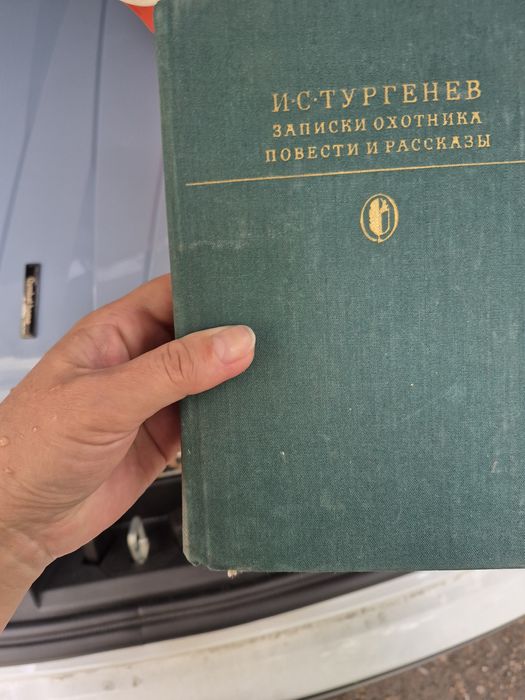 И·С·ТУРГЕНЕВ
ЗАПИСКИ ОХОТНИКА
ПОВЕСТИ И РАССКАЗЫ